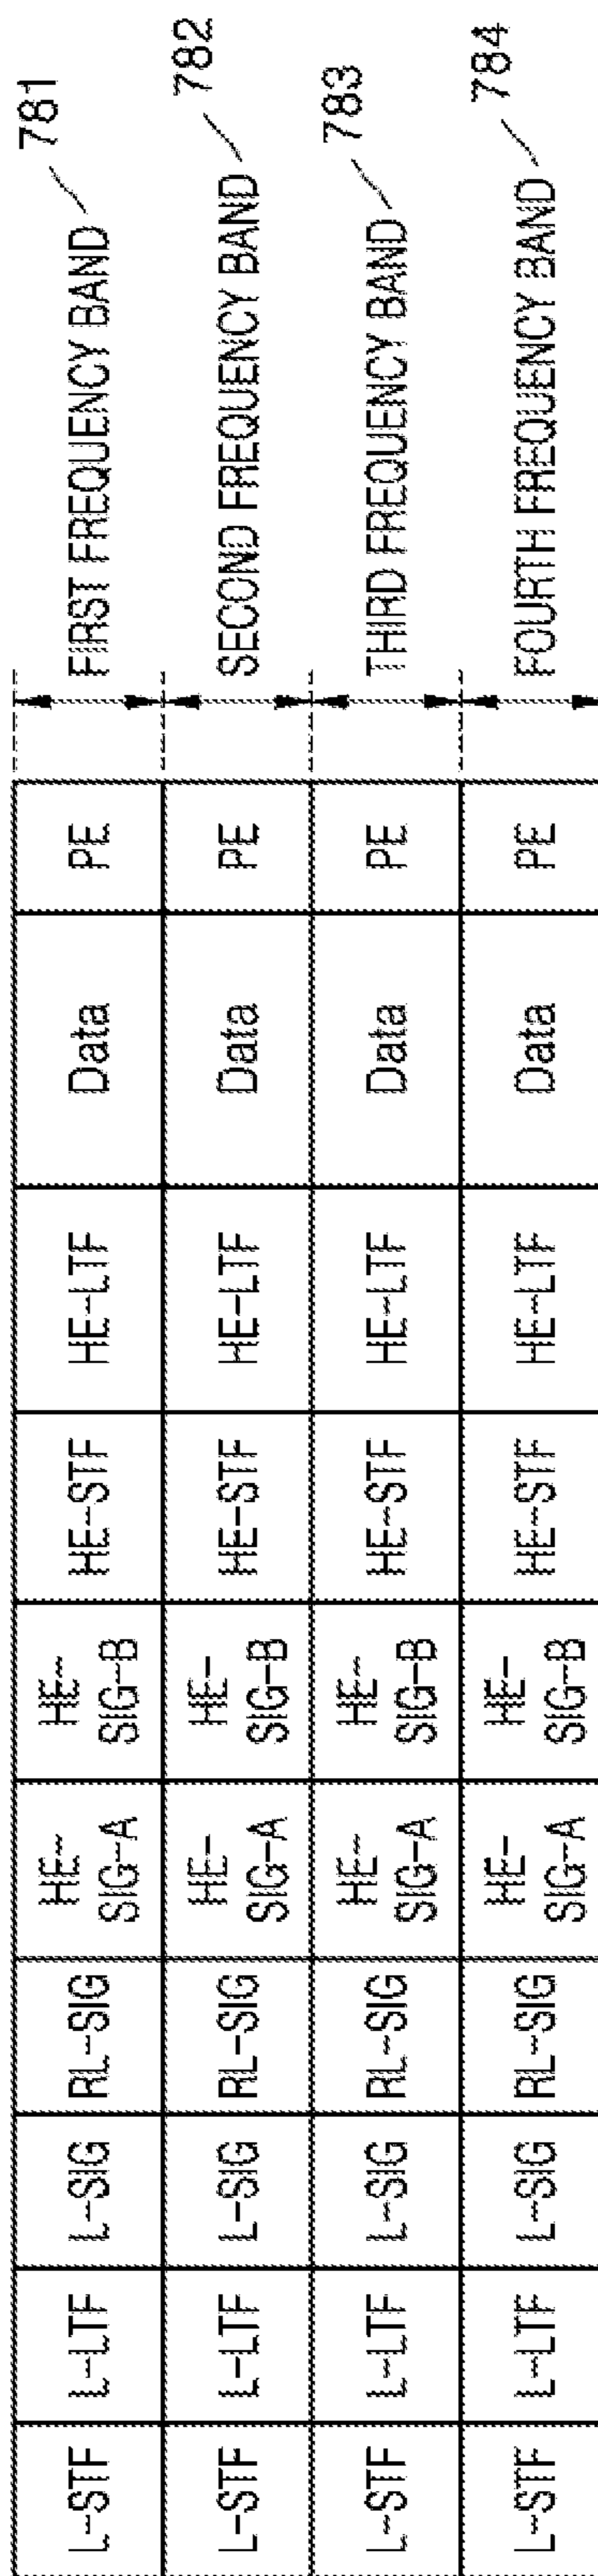 L-STF L-LTF L-SIG RL-SIG HE-SIG-A HE-SIG-B HE-STF HE-LTF Data PE FIRST FREQUENCY BAND 781
L-STF L-LTF L-SIG RL-SIG HE-SIG-A HE-SIG-B HE-STF HE-LTF Data PE SECOND FREQUENCY BAND 782
L-STF L-LTF L-SIG RL-SIG HE-SIG-A HE-SIG-B HE-STF HE-LTF Data PE THIRD FREQUENCY BAND 783
L-STF L-LTF L-SIG RL-SIG HE-SIG-A HE-SIG-B HE-STF HE-LTF Data PE FOURTH FREQUENCY BAND 784